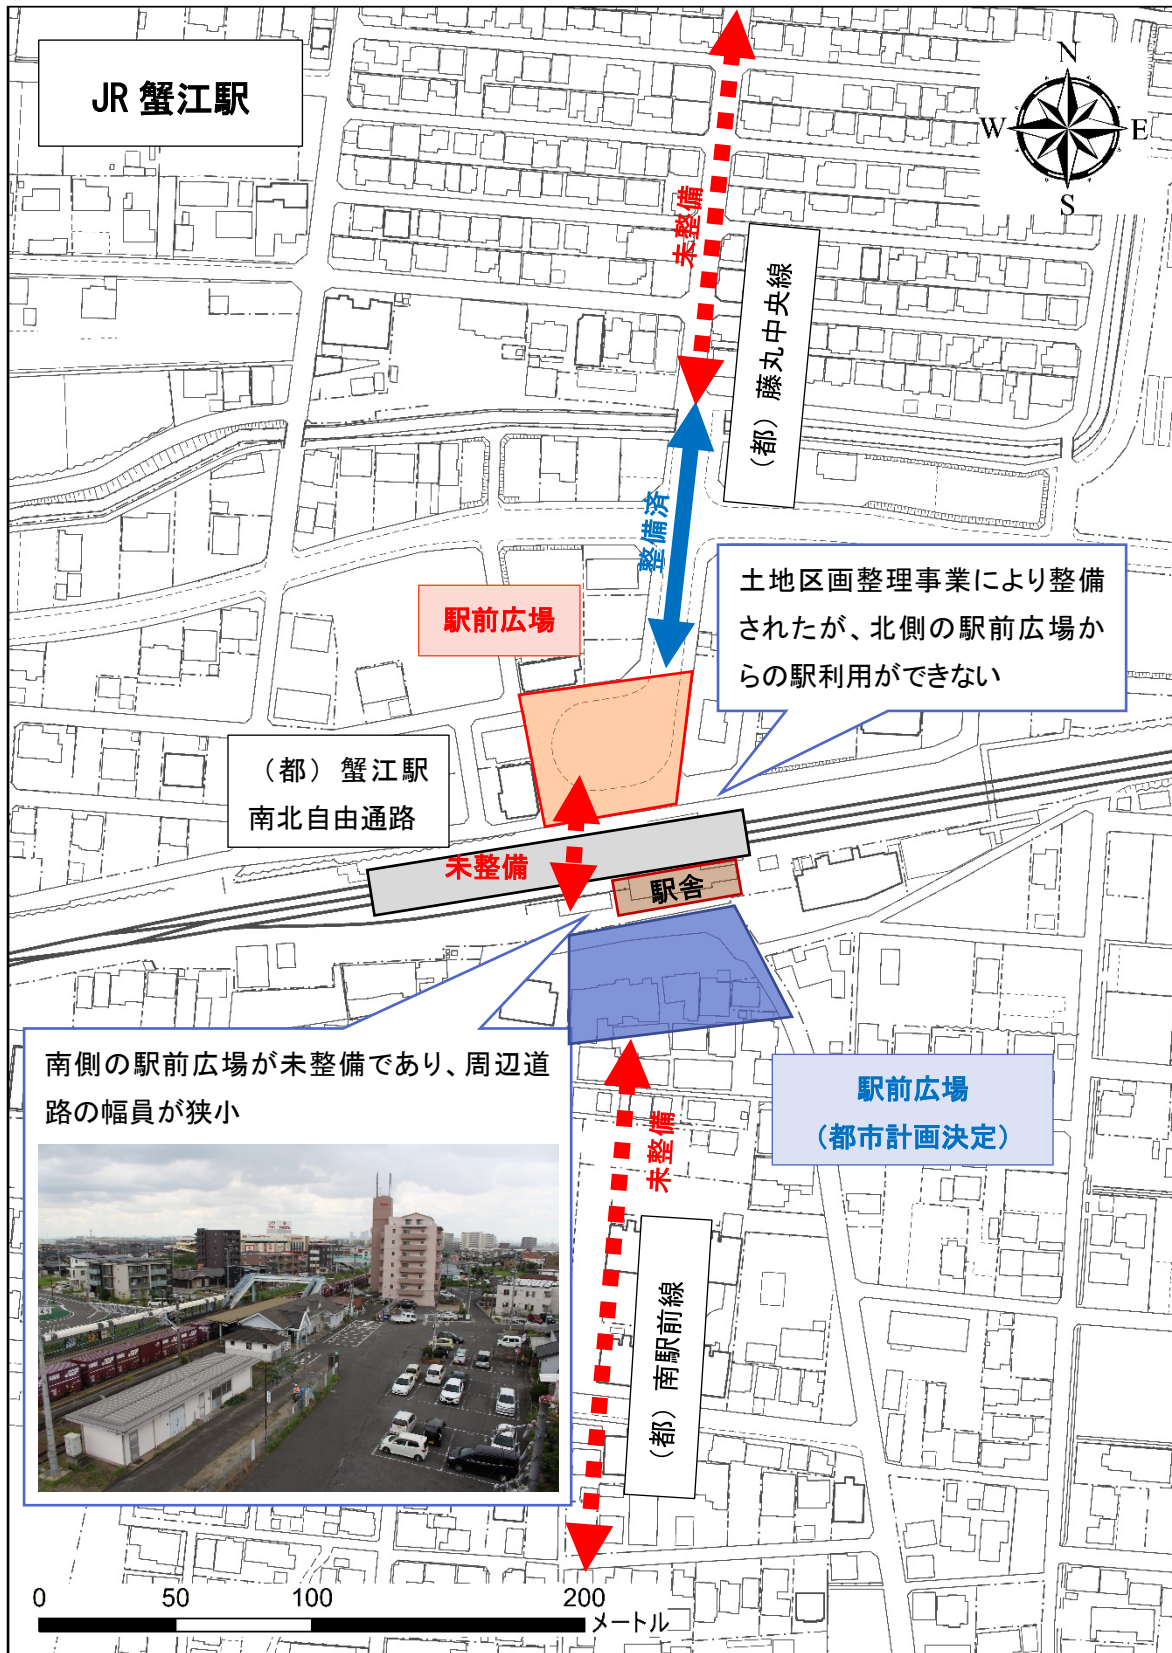 JR 蟹江駅
N
W
E
S
未整備
(都) 藤丸中央線
整備済
土地区画整理事業により整備
されたが、北側の駅前広場か
らの駅利用ができない
駅前広場
(都) 蟹江駅
南北自由通路
未整備
駅舎
南側の駅前広場が未整備であり、周辺道
路の幅員が狭小
駅前広場
(都市計画決定)
未整備
(都) 南駅前線
0 50 100 200
メートル